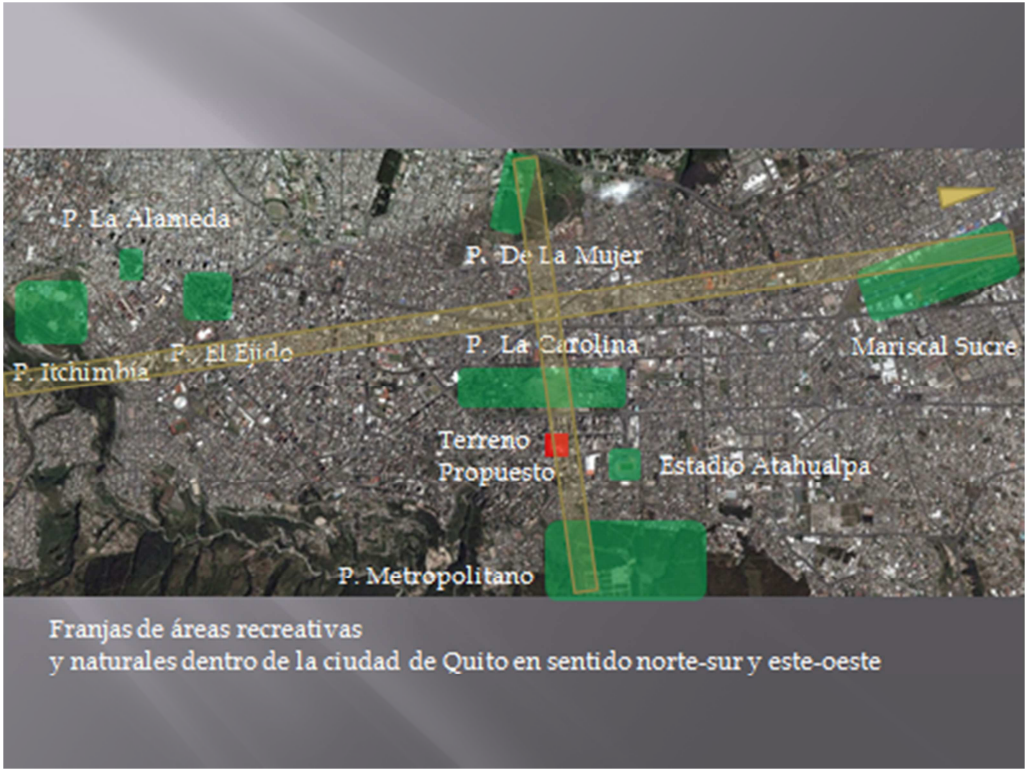 P. La Alameda
P. De La Mujer
P. El Ejido
P. La Carolina
Mariscal Sucre
P. Itchimbia
Terreno
Propuesto
Estadio Atahualpa
P. Metropolitano
Franjas de áreas recreativas
y naturales dentro de la ciudad de Quito en sentido norte-sur y este-oeste